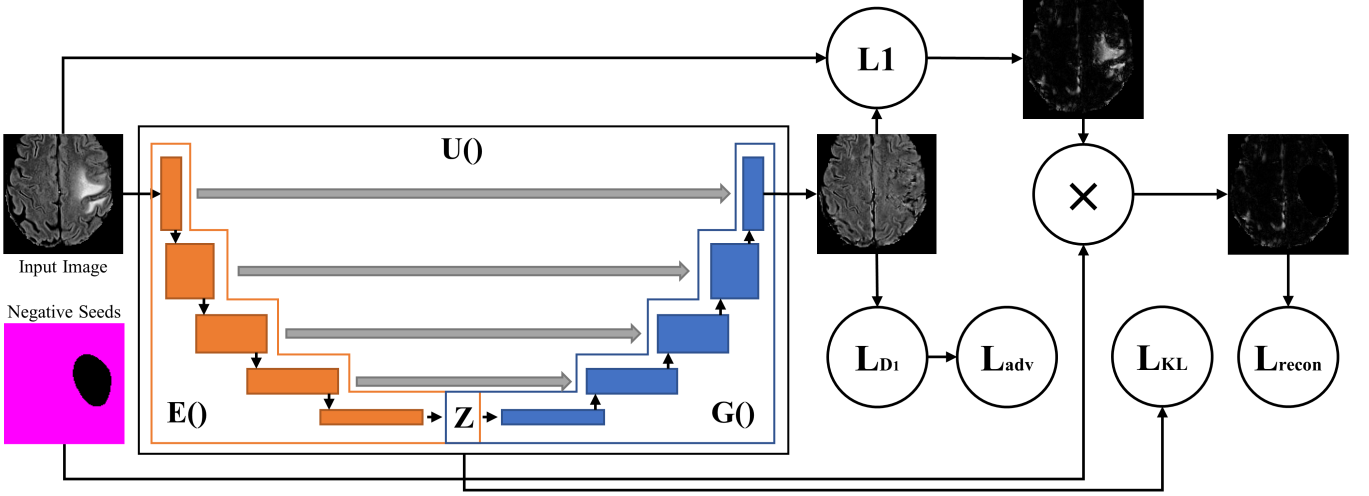 L1
U()
Input Image
×
Negative Seeds
E()
Z
G()
LD1
Ladv
LKL
Lrecon